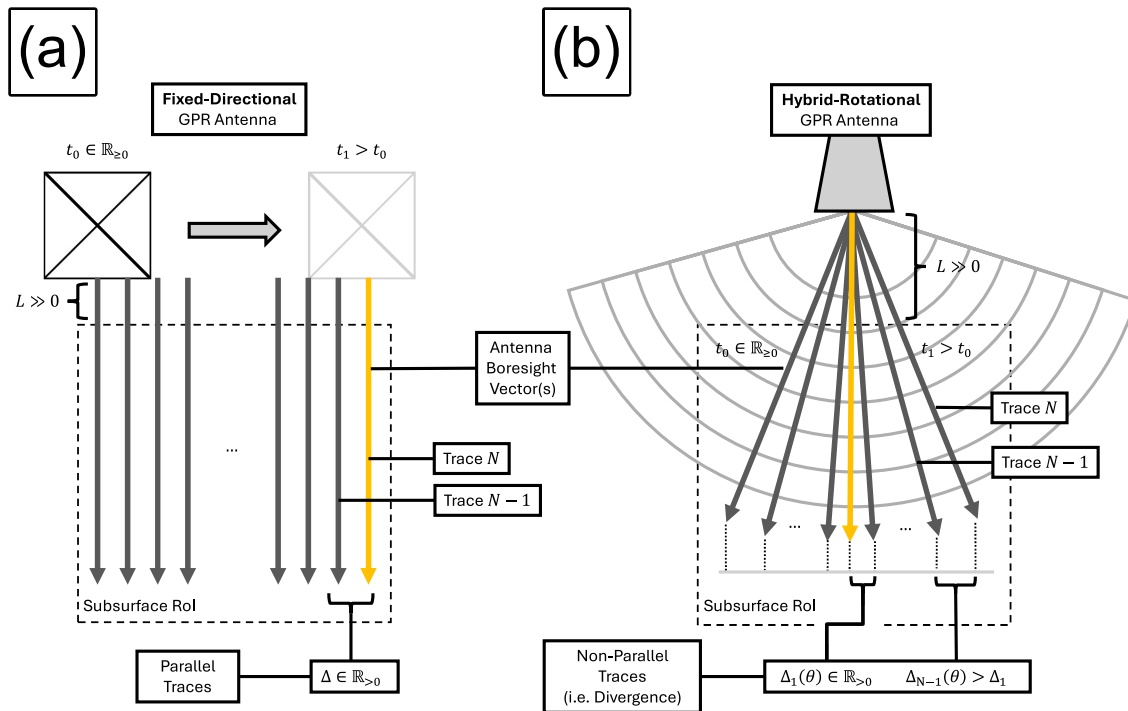 (a)
Fixed-Directional
GPR Antenna
t₀ ∈ ℝ≥0
t₁ > t₀
L ≫ 0
...
Trace N
Trace N − 1
Subsurface RoI
Parallel
Traces
Δ ∈ ℝ>0
Antenna
Boresight
Vector(s)
(b)
Hybrid-Rotational
GPR Antenna
L ≫ 0
t₀ ∈ ℝ≥0
t₁ > t₀
Trace N
Trace N − 1
...
...
Subsurface RoI
Non-Parallel
Traces
(i.e. Divergence)
Δ₁(θ) ∈ ℝ>0
Δ_N−1(θ) > Δ₁